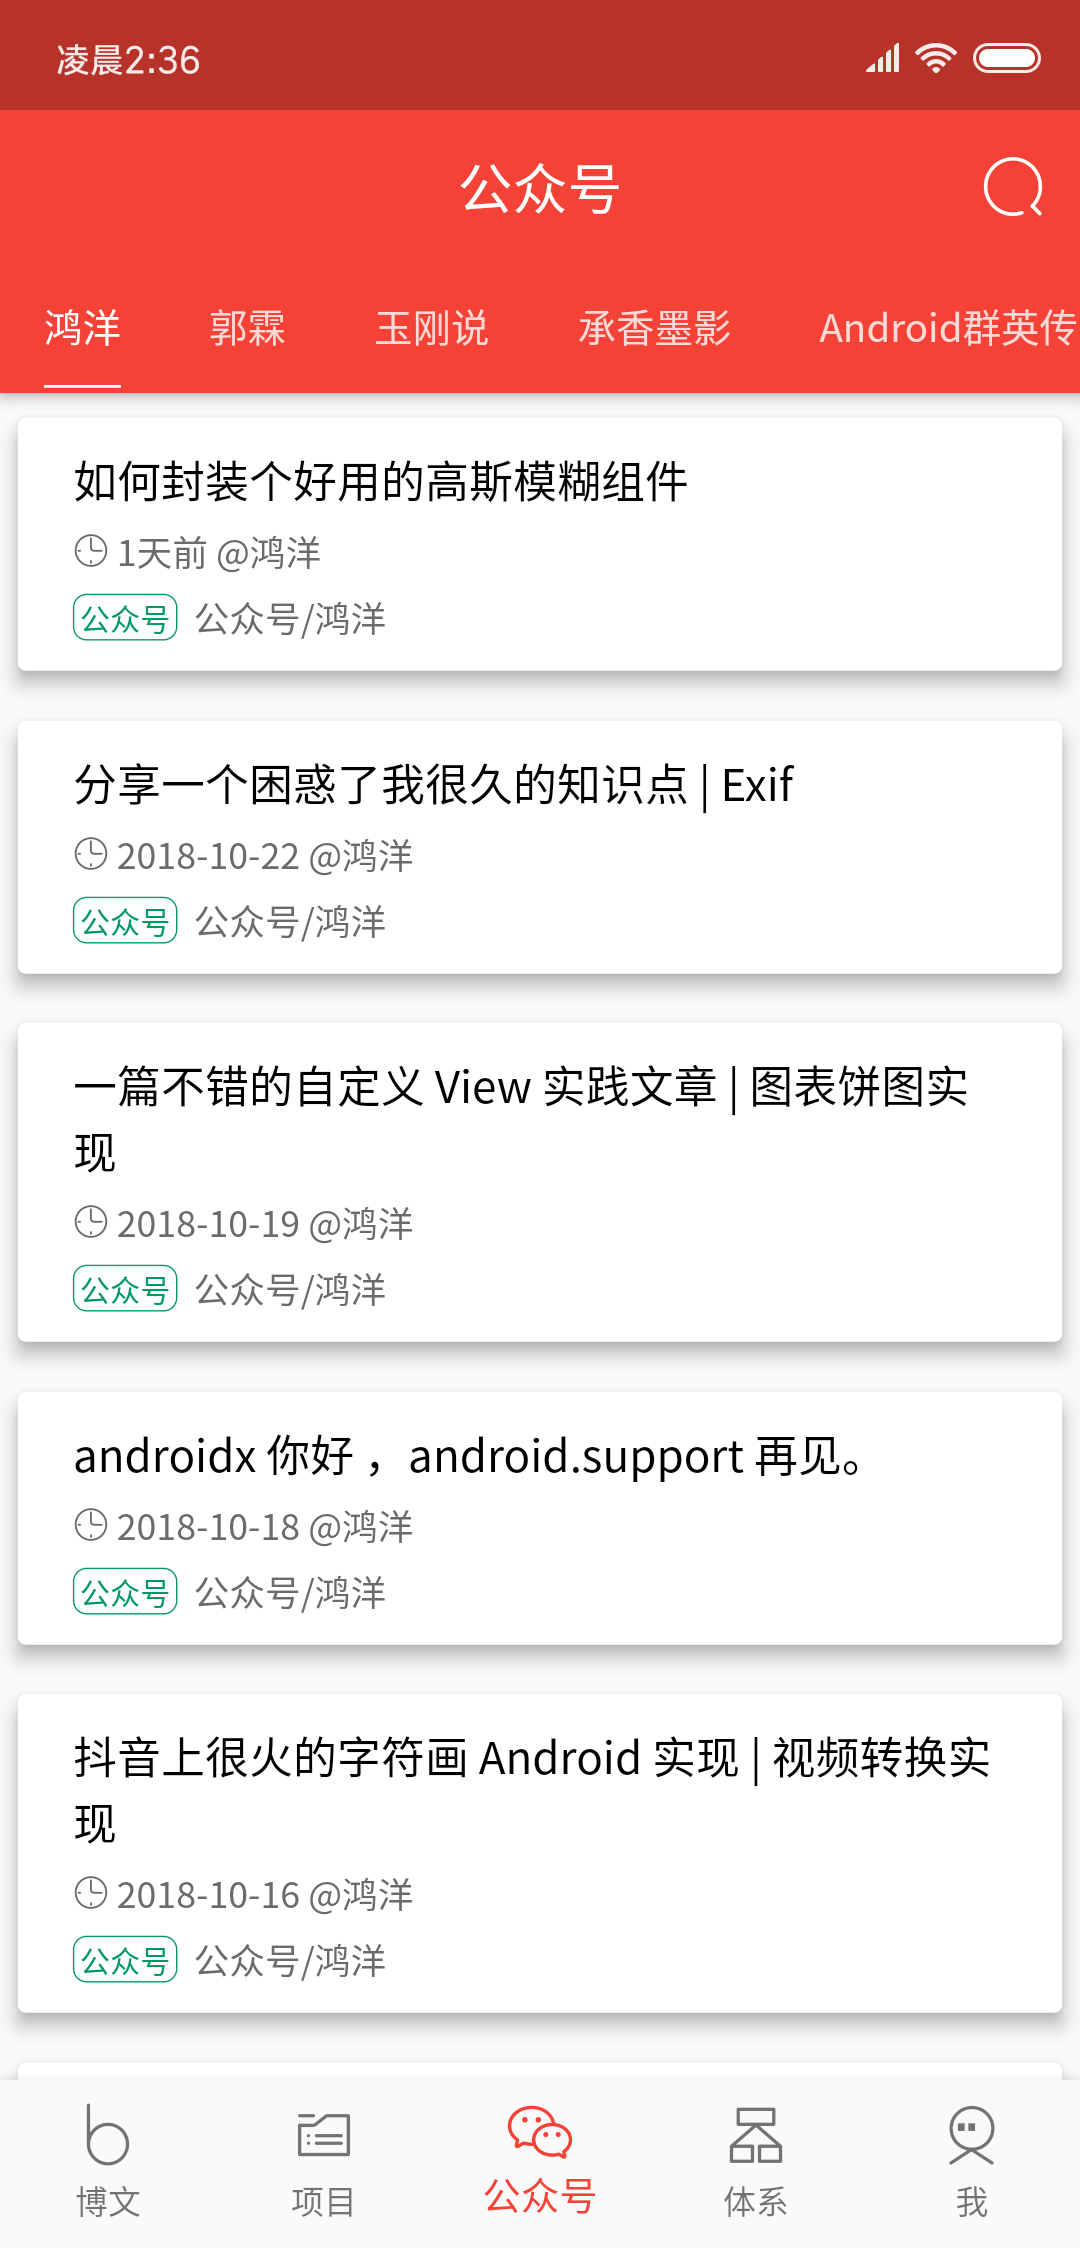 凌晨2:36
公众号
鸿洋 郭霖 玉刚说 承香墨影 Android群英传
如何封装个好用的高斯模糊组件
1天前 @鸿洋
公众号 公众号/鸿洋
分享一个困惑了我很久的知识点 | Exif
2018-10-22 @鸿洋
公众号 公众号/鸿洋
一篇不错的自定义 View 实践文章 | 图表饼图实
现
2018-10-19 @鸿洋
公众号 公众号/鸿洋
androidx 你好 ，android.support 再见。
2018-10-18 @鸿洋
公众号 公众号/鸿洋
抖音上很火的字符画 Android 实现 | 视频转换实
现
2018-10-16 @鸿洋
公众号 公众号/鸿洋
博文 项目 公众号 体系 我